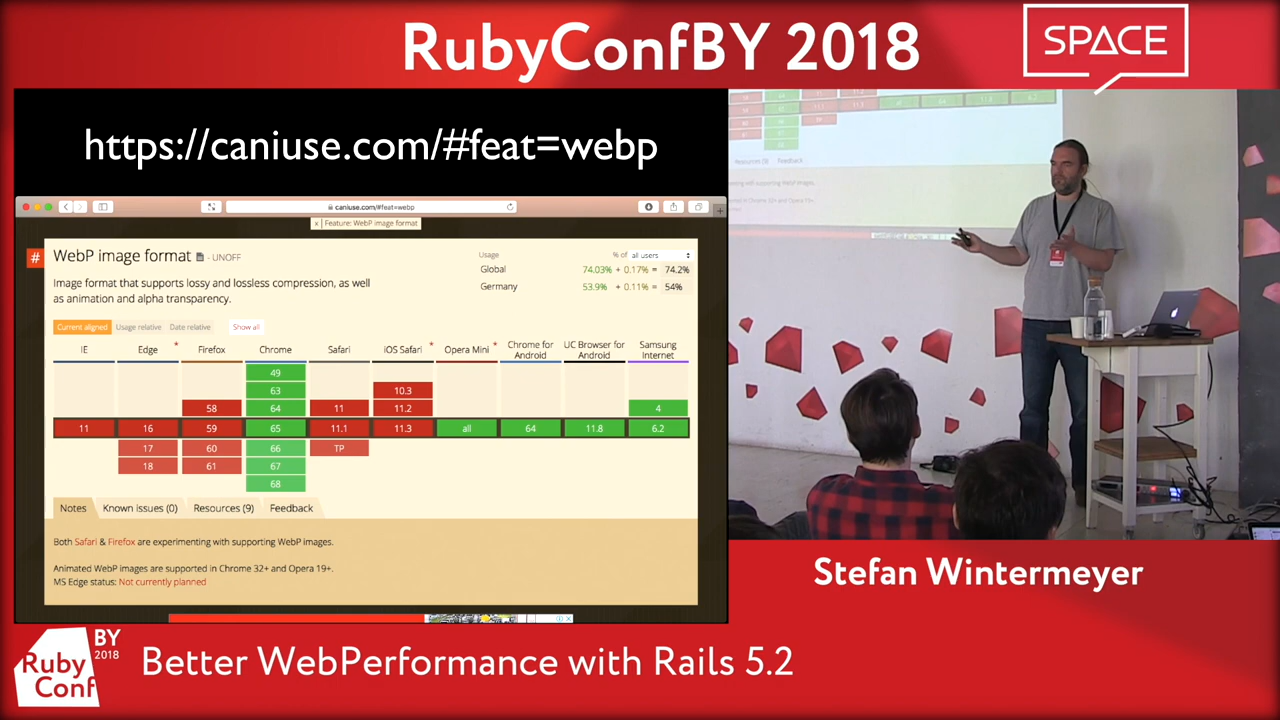 RubyConfBY 2018
SPACE
https://caniuse.com/#feat=webp
caniuse.com/#feat=webp
× Feature: WebP image format
# WebP image format - UNOFF
Image format that supports lossy and lossless compression, as well
as animation and alpha transparency.
Usage % of all users
Global 74.03% + 0.17% = 74.2%
Germany 53.9% + 0.11% = 54%
Current aligned Usage relative Date relative Show all
IE Edge * Firefox Chrome Safari iOS Safari * Opera Mini * Chrome for Android UC Browser for Android Samsung Internet
49
63 10.3
58 64 11 11.2 4
11 16 59 65 11.1 11.3 all 64 11.8 6.2
17 60 66 TP
18 61 67
68
Notes Known issues (0) Resources (9) Feedback
Both Safari & Firefox are experimenting with supporting WebP images.
Animated WebP images are supported in Chrome 32+ and Opera 19+.
MS Edge status: Not currently planned
Resources (9) Feedback
Stefan Wintermeyer
Ruby
Conf
BY
2018
Better WebPerformance with Rails 5.2